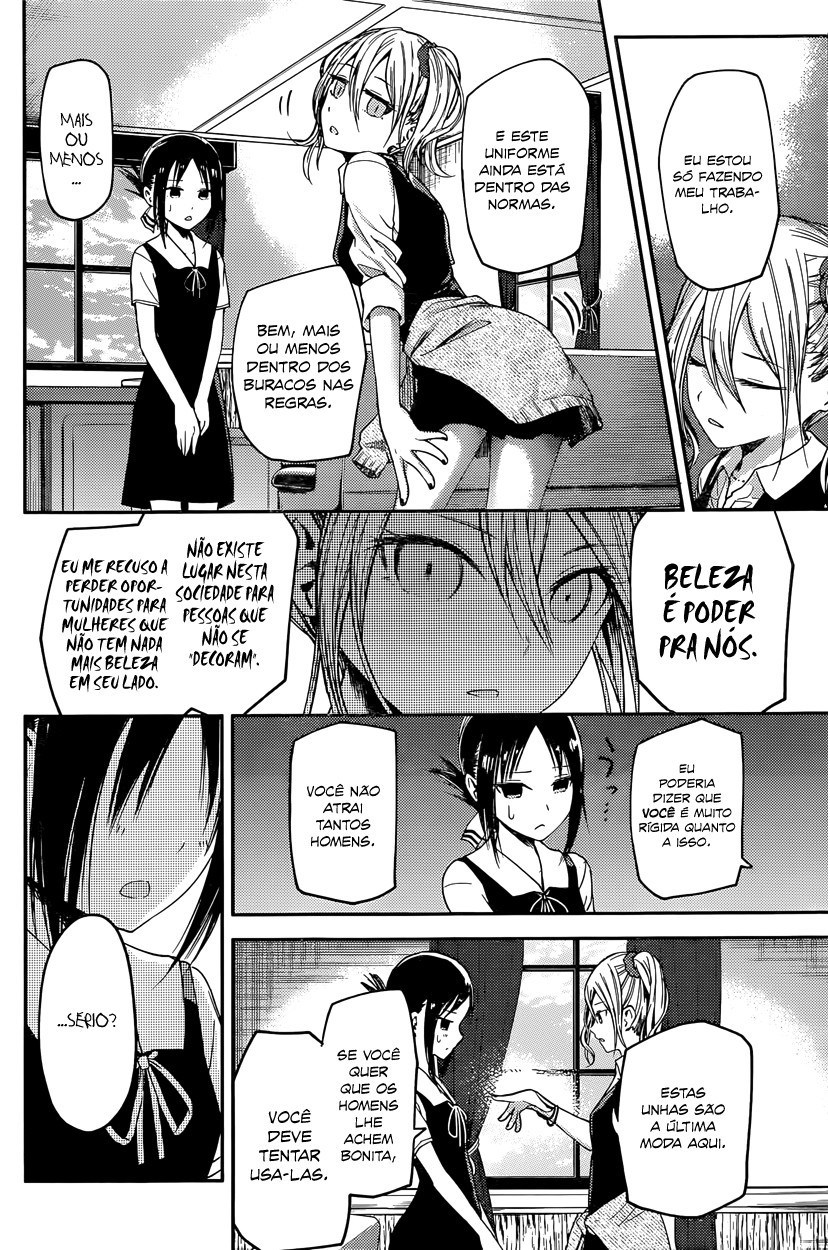 EU ESTOU
SÓ FAZENDO
MEU TRABA-
LHO.
E ESTE
UNIFORME
AINDA ESTÁ
DENTRO DAS
NORMAS.
BEM, MAIS
OU MENOS
DENTRO DOS
BURACOS NAS
REGRAS.
MAIS
OU
MENOS
...
BELEZA
É PODER
PRA NÓS.
NÃO EXISTE
LUGAR NESTA
SOCIEDADE PARA
PESSOAS QUE
NÃO SE
"DECORAM".
EU ME RECUSO A
PERDER OPOR-
TUNIDADES PARA
MULHERES QUE
NÃO TEM NADA
MAIS BELEZA
EM SEU LADO.
EU
PODERIA
DIZER QUE
VOCÊ É MUITO
RÍGIDA QUANTO
A ISSO.
VOCÊ NÃO
ATRAI
TANTOS
HOMENS.
...SÉRIO?
ESTAS
UNHAS SÃO
A ÚLTIMA
MODA AQUI.
SE VOCÊ
QUER
QUE OS
HOMENS
LHE
ACHEM
BONITA,
VOCÊ
DEVE
TENTAR
USA-LAS.